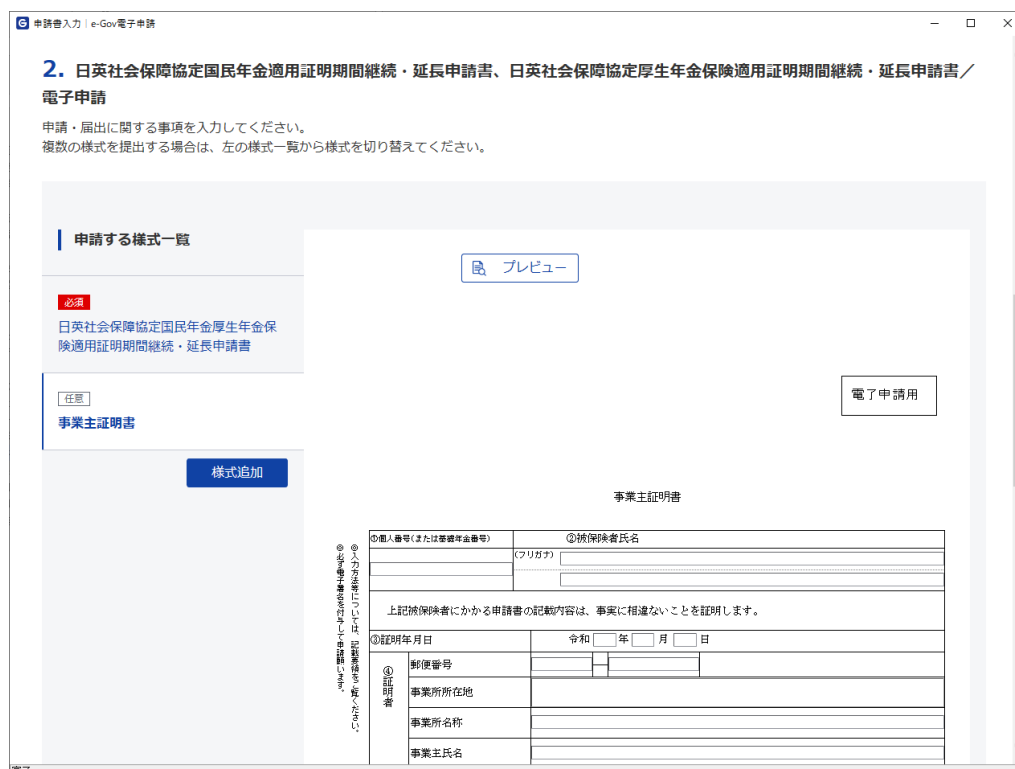 申請書入力｜e-Gov電子申請
2. 日英社会保障協定国民年金適用証明期間継続・延長申請書、日英社会保障協定厚生年金保険適用証明期間継続・延長申請書／
電子申請
申請・届出に関する事項を入力してください。
複数の様式を提出する場合は、左の様式一覧から様式を切り替えてください。
申請する様式一覧
必須
日英社会保障協定国民年金厚生年金保
険適用証明期間継続・延長申請書
任意
事業主証明書
様式追加
プレビュー
電子申請用
事業主証明書
◎入力方法等については、記載要領をご覧ください。
◎必ず電子署名を付与して申請願います。
①個人番号(または基礎年金番号)
②被保険者氏名
(フリガナ)
上記被保険者にかかる申請書の記載内容は、事実に相違ないことを証明します。
③証明年月日
令和 年 月 日
④証明者
郵便番号
事業所所在地
事業所名称
事業主氏名